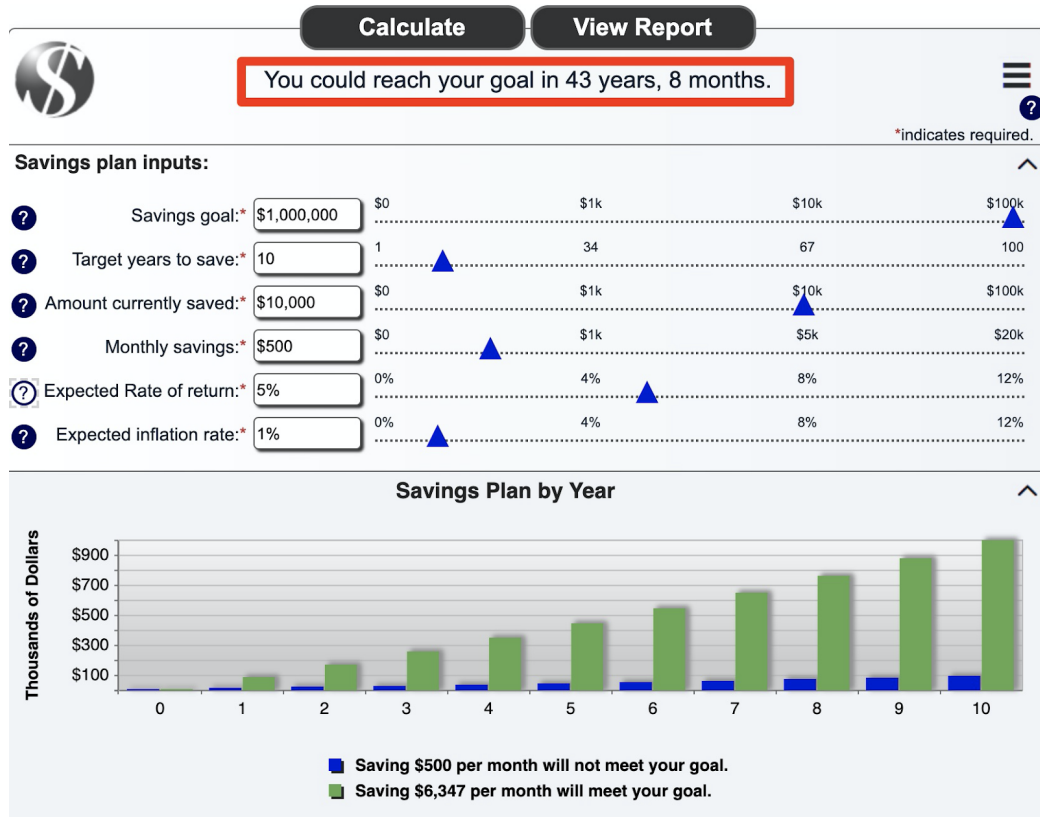 Calculate View Report
You could reach your goal in 43 years, 8 months.
?
*indicates required.
Savings plan inputs:
? Savings goal:* $1,000,000 $0 $1k $10k $100k
? Target years to save:* 10 1 34 67 100
? Amount currently saved:* $10,000 $0 $1k $10k $100k
? Monthly savings:* $500 $0 $1k $5k $20k
? Expected Rate of return:* 5% 0% 4% 8% 12%
? Expected inflation rate:* 1% 0% 4% 8% 12%
Savings Plan by Year
Thousands of Dollars
$900
$700
$500
$300
$100
0 1 2 3 4 5 6 7 8 9 10
Saving $500 per month will not meet your goal.
Saving $6,347 per month will meet your goal.